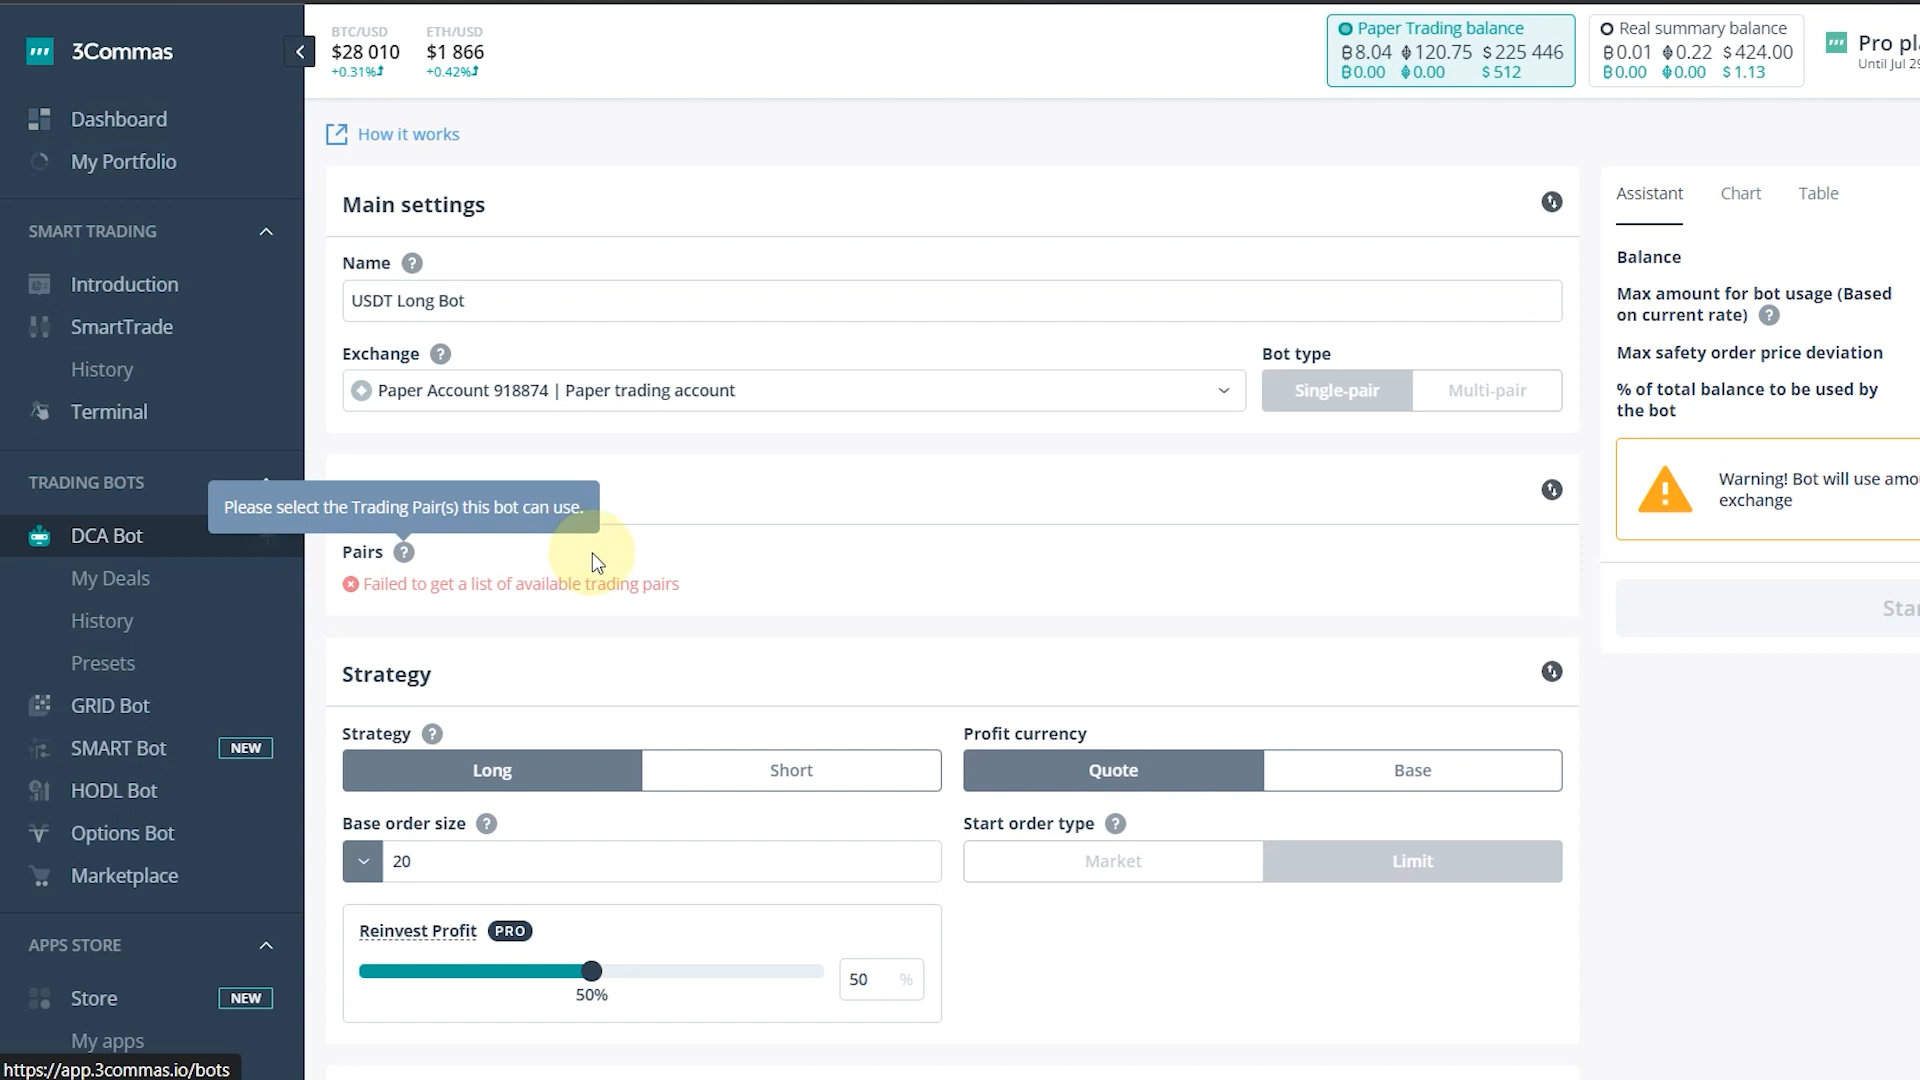 3Commas
Dashboard
My Portfolio
SMART TRADING
Introduction
SmartTrade
History
Terminal
TRADING BOTS
DCA Bot
My Deals
History
Presets
GRID Bot
SMART Bot NEW
HODL Bot
Options Bot
Marketplace
APPS STORE
Store NEW
My apps
https://app.3commas.io/bots
BTC/USD
$28 010
+0.31%
ETH/USD
$1 866
+0.42%
Paper Trading balance
8.04 120.75 $ 225 446
0.00 0.00 $ 512
Real summary balance
0.01 0.22 $ 424.00
0.00 0.00 $ 1.13
Pro
Until Jul
How it works
Main settings
Name ?
USDT Long Bot
Exchange ?
Paper Account 918874 | Paper trading account
Bot type
Single-pair Multi-pair
Please select the Trading Pair(s) this bot can use.
Pairs ?
Failed to get a list of available trading pairs
Strategy
Strategy ?
Long Short
Profit currency
Quote Base
Base order size ?
20
Start order type ?
Market Limit
Reinvest Profit PRO
50 %
50%
Assistant Chart Table
Balance
Max amount for bot usage (Based
on current rate) ?
Max safety order price deviation
% of total balance to be used by
the bot
Warning! Bot will use
exchange